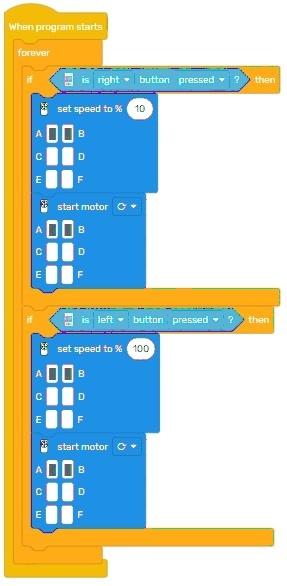 When program starts
forever
if is right button pressed ? then
set speed to % 10
A B
C D
E F
start motor
A B
C D
E F
if is left button pressed ? then
set speed to % 100
A B
C D
E F
start motor
A B
C D
E F